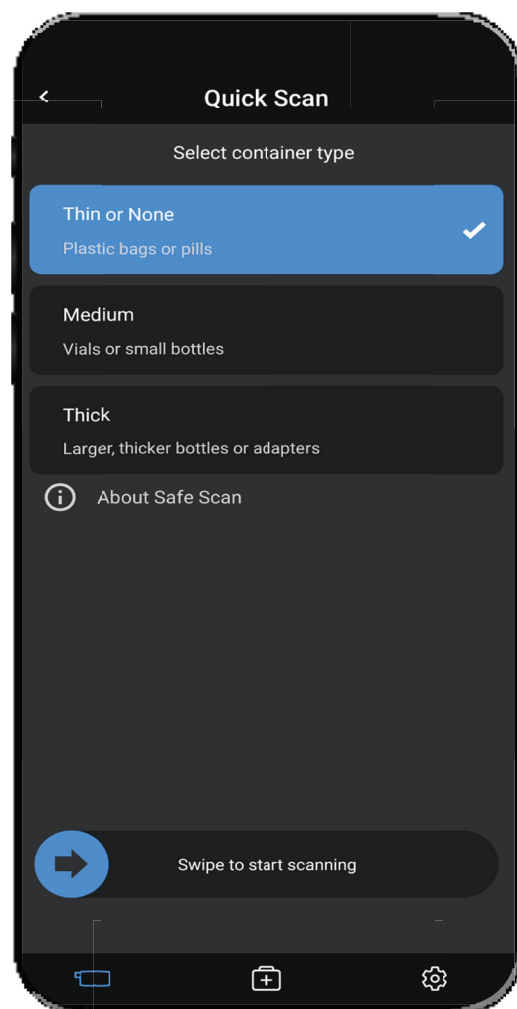 Quick Scan
Select container type
Thin or None
Plastic bags or pills
Medium
Vials or small bottles
Thick
Larger, thicker bottles or adapters
About Safe Scan
Swipe to start scanning